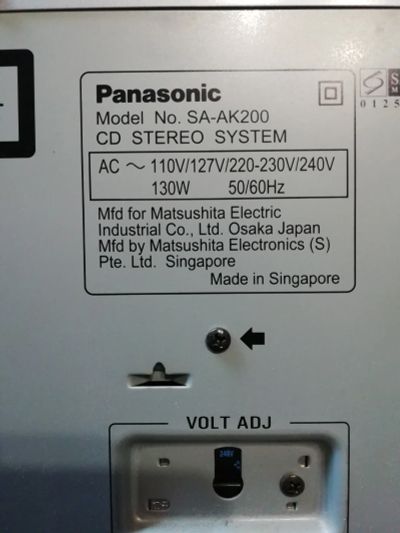 Panasonic
Model No. SA-AK200
CD STEREO SYSTEM
AC ~ 110V/127V/220-230V/240V
130W 50/60Hz
Mfd for Matsushita Electric
Industrial Co., Ltd. Osaka Japan
Mfd by Matsushita Electronics (S)
Pte. Ltd. Singapore
Made in Singapore
S
0125
VOLT ADJ
240V